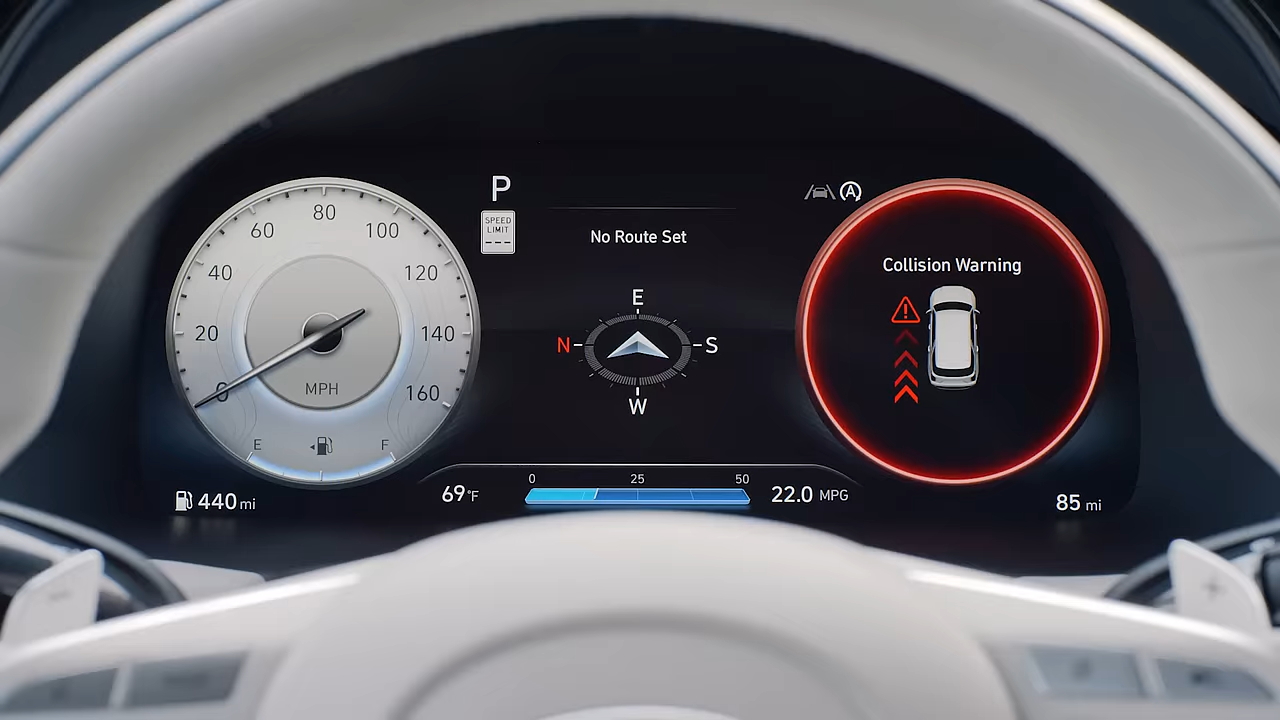 P
SPEED
LIMIT
---
No Route Set
E
N
S
W
0
20
40
60
80
100
120
140
160
MPH
E
F
440 mi
69°F
0
25
50
22.0 MPG
A
Collision Warning
85 mi
-
+